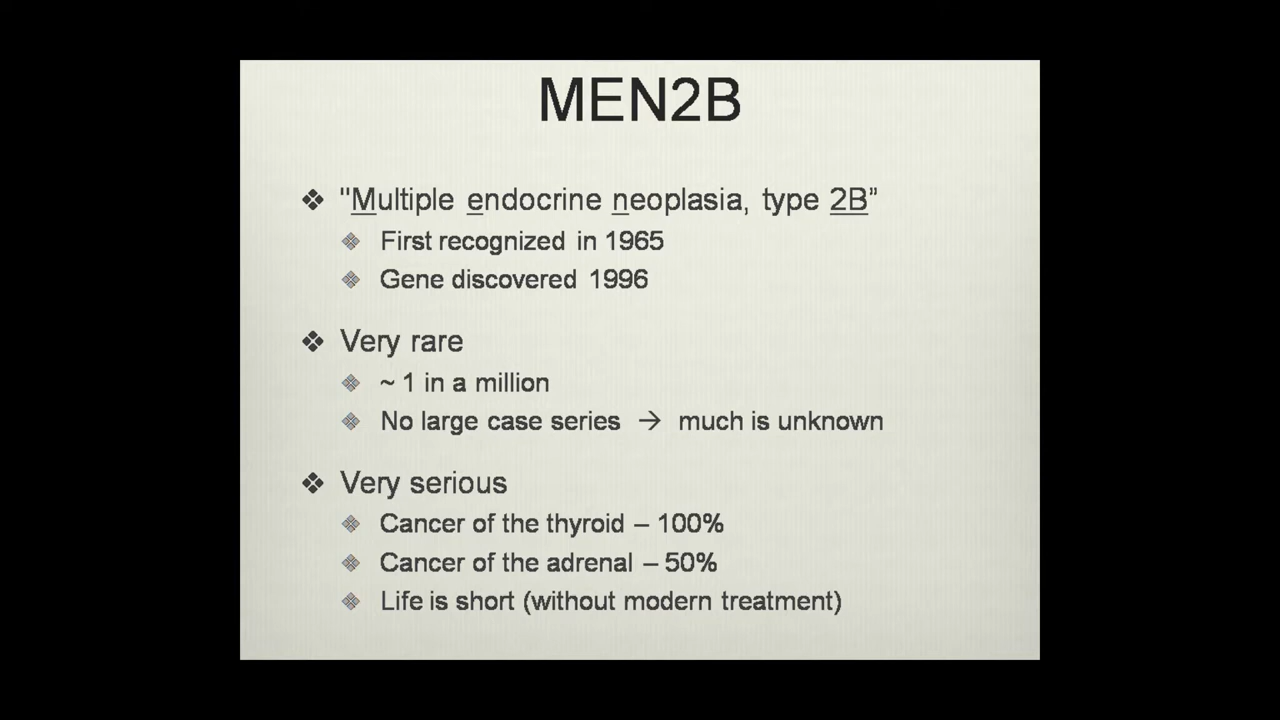 MEN2B
❖ "Multiple endocrine neoplasia, type 2B”
❖ First recognized in 1965
❖ Gene discovered 1996
❖ Very rare
❖ ~ 1 in a million
❖ No large case series → much is unknown
❖ Very serious
❖ Cancer of the thyroid – 100%
❖ Cancer of the adrenal – 50%
❖ Life is short (without modern treatment)